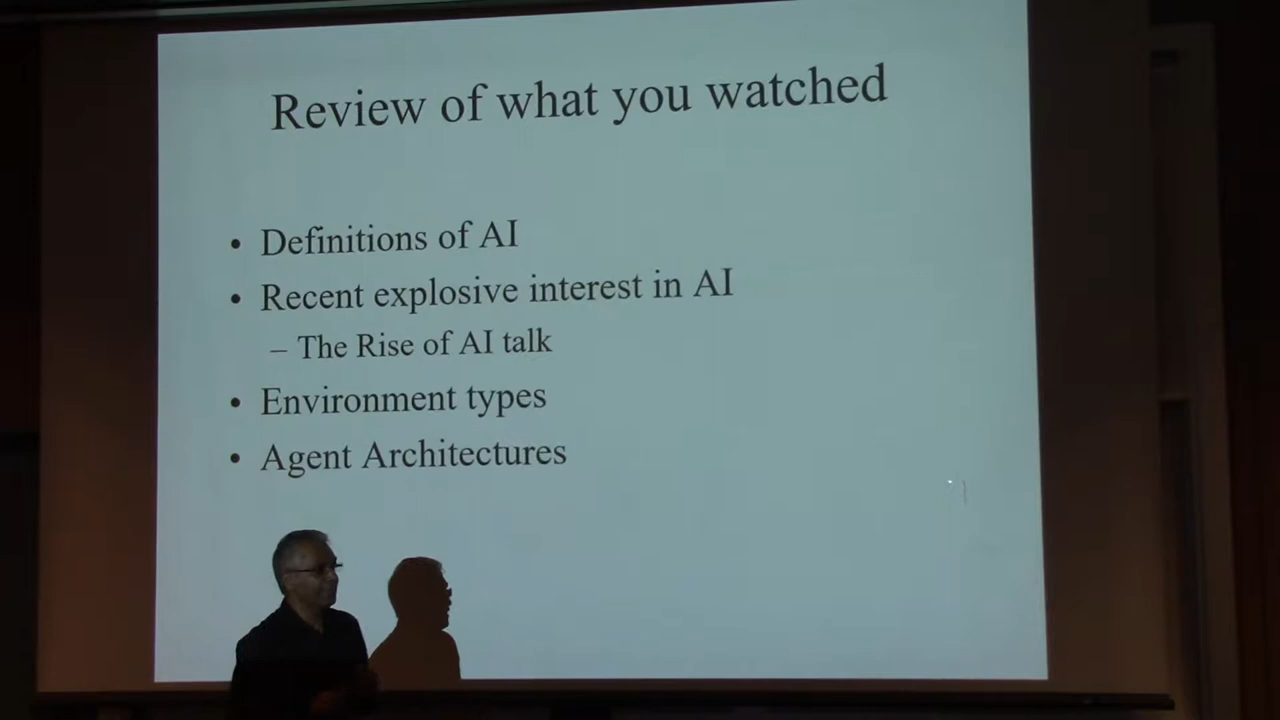 Review of what you watched
• Definitions of AI
• Recent explosive interest in AI
– The Rise of AI talk
• Environment types
• Agent Architectures